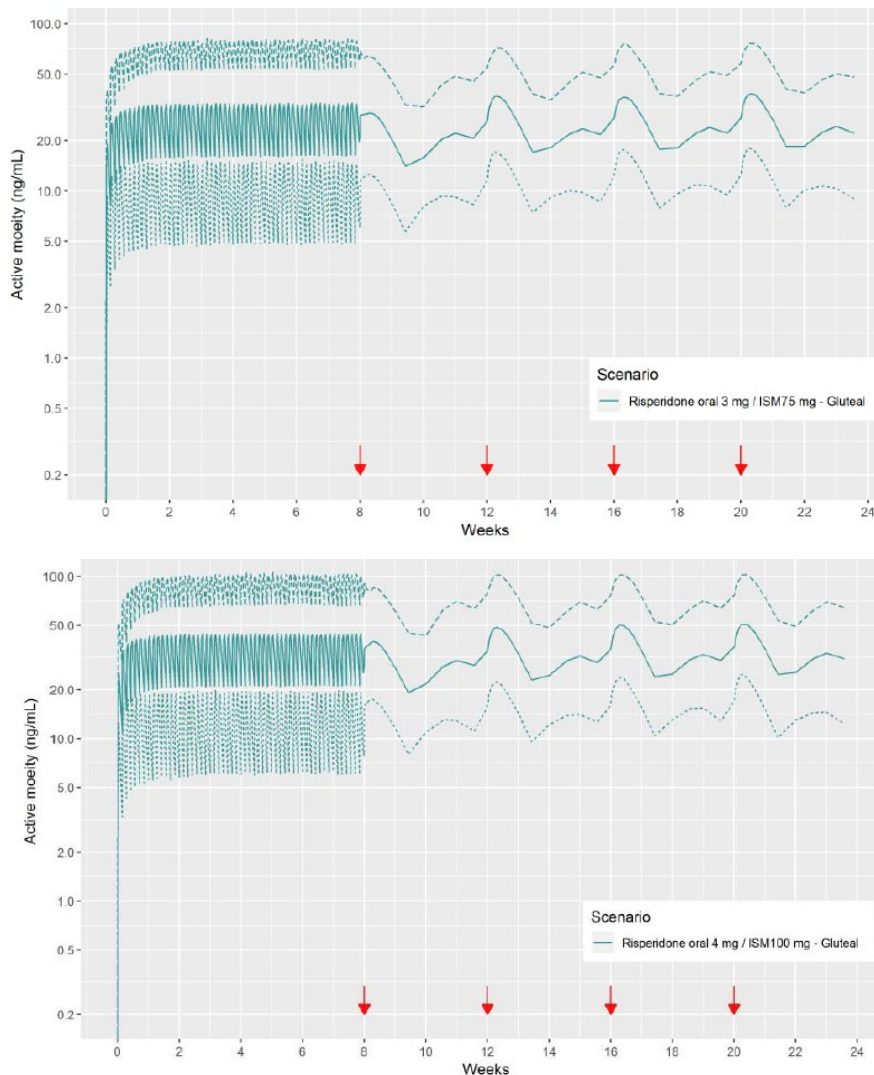 100.0
50.0
20.0
10.0
5.0
2.0
1.0
0.5
0.2
Active moeity (ng/mL)
Scenario
Risperidone oral 3 mg / ISM75 mg - Gluteal
0 2 4 6 8 10 12 14 16 18 20 22 24
Weeks
100.0
50.0
20.0
10.0
5.0
2.0
1.0
0.5
0.2
Active moeity (ng/mL)
Scenario
Risperidone oral 4 mg / ISM100 mg - Gluteal
0 2 4 6 8 10 12 14 16 18 20 22 24
Weeks